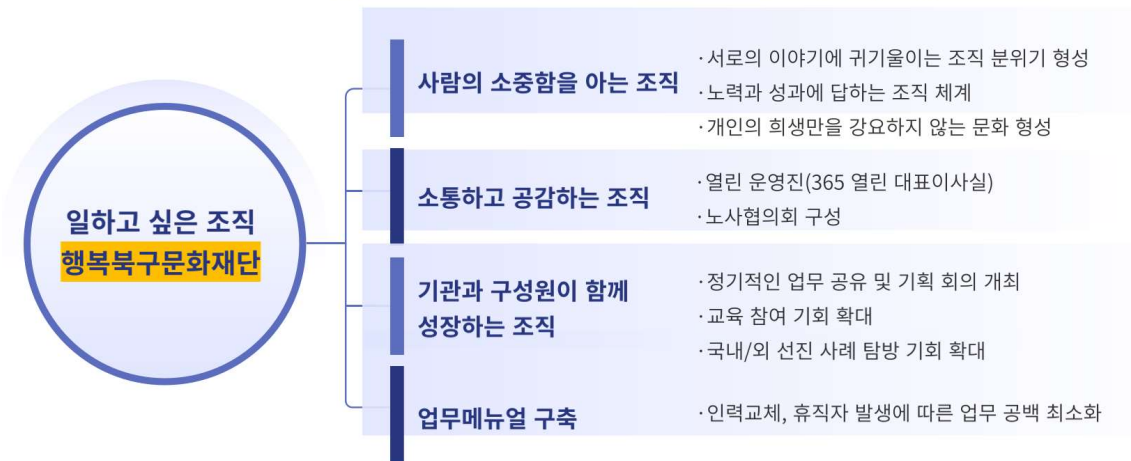 일하고 싶은 조직
행복북구문화재단
사람의 소중함을 아는 조직
·서로의 이야기에 귀기울이는 조직 분위기 형성
·노력과 성과에 답하는 조직 체계
·개인의 희생만을 강요하지 않는 문화 형성
소통하고 공감하는 조직
·열린 운영진(365 열린 대표이사실)
·노사협의회 구성
기관과 구성원이 함께
성장하는 조직
·정기적인 업무 공유 및 기획 회의 개최
·교육 참여 기회 확대
·국내/외 선진 사례 탐방 기회 확대
업무메뉴얼 구축
·인력교체, 휴직자 발생에 따른 업무 공백 최소화